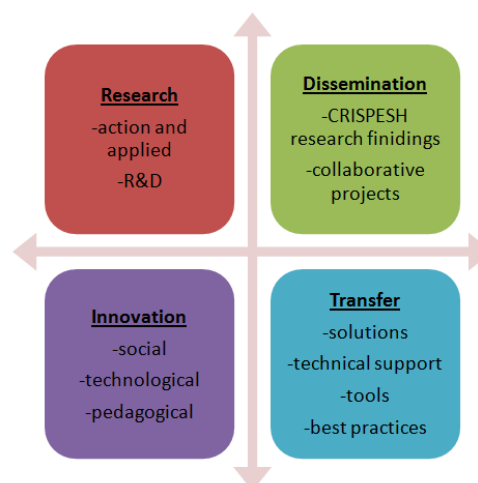 Research
-action and
applied
-R&D
Dissemination
-CRISPESH
research finidings
-collaborative
projects
Innovation
-social
-technological
-pedagogical
Transfer
-solutions
-technical support
-tools
-best practices